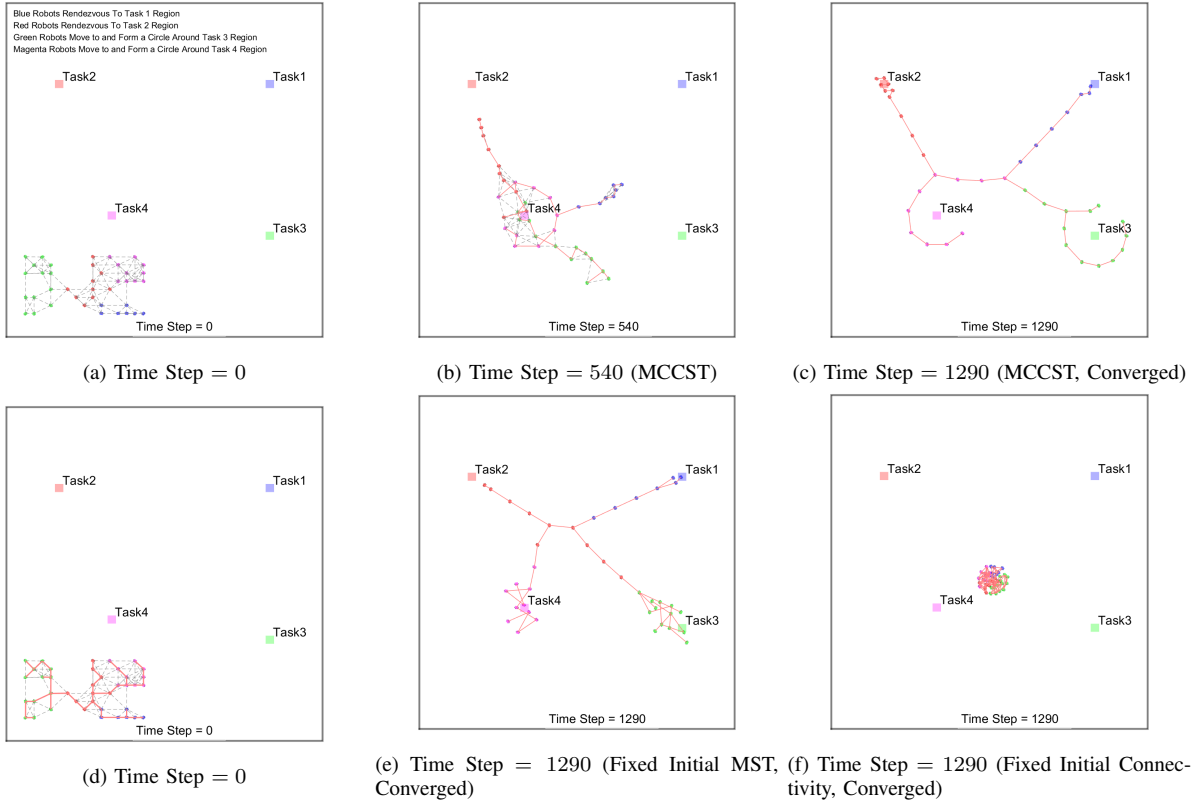 Blue Robots Rendezvous To Task 1 Region
Red Robots Rendezvous To Task 2 Region
Green Robots Move to and Form a Circle Around Task 3 Region
Magenta Robots Move to and Form a Circle Around Task 4 Region
Task2
Task1
Task4
Task3
Time Step = 0
(a) Time Step = 0
Task2
Task1
Task4
Task3
Time Step = 540
(b) Time Step = 540 (MCCST)
Task2
Task1
Task4
Task3
Time Step = 1290
(c) Time Step = 1290 (MCCST, Converged)
Task2
Task1
Task4
Task3
Time Step = 0
(d) Time Step = 0
Task2
Task1
Task4
Task3
Time Step = 1290
(e) Time Step = 1290 (Fixed Initial MST,
Converged)
Task2
Task1
Task4
Task3
Time Step = 1290
(f) Time Step = 1290 (Fixed Initial Connec-
tivity, Converged)